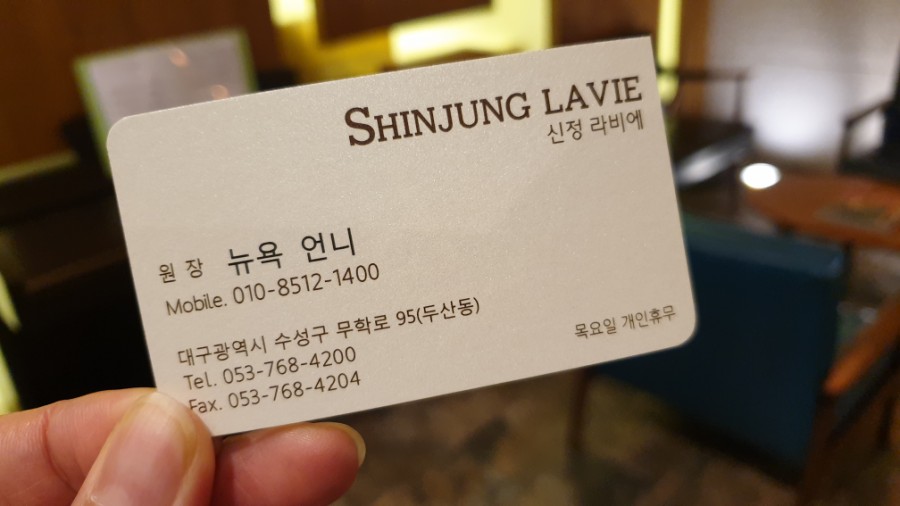 SHINJUNG LAVIE
신정 라비에
원 장 뉴욕 언니
Mobile. 010-8512-1400
대구광역시 수성구 무학로 95(두산동)
Tel. 053-768-4200
Fax. 053-768-4204
목요일 개인휴무